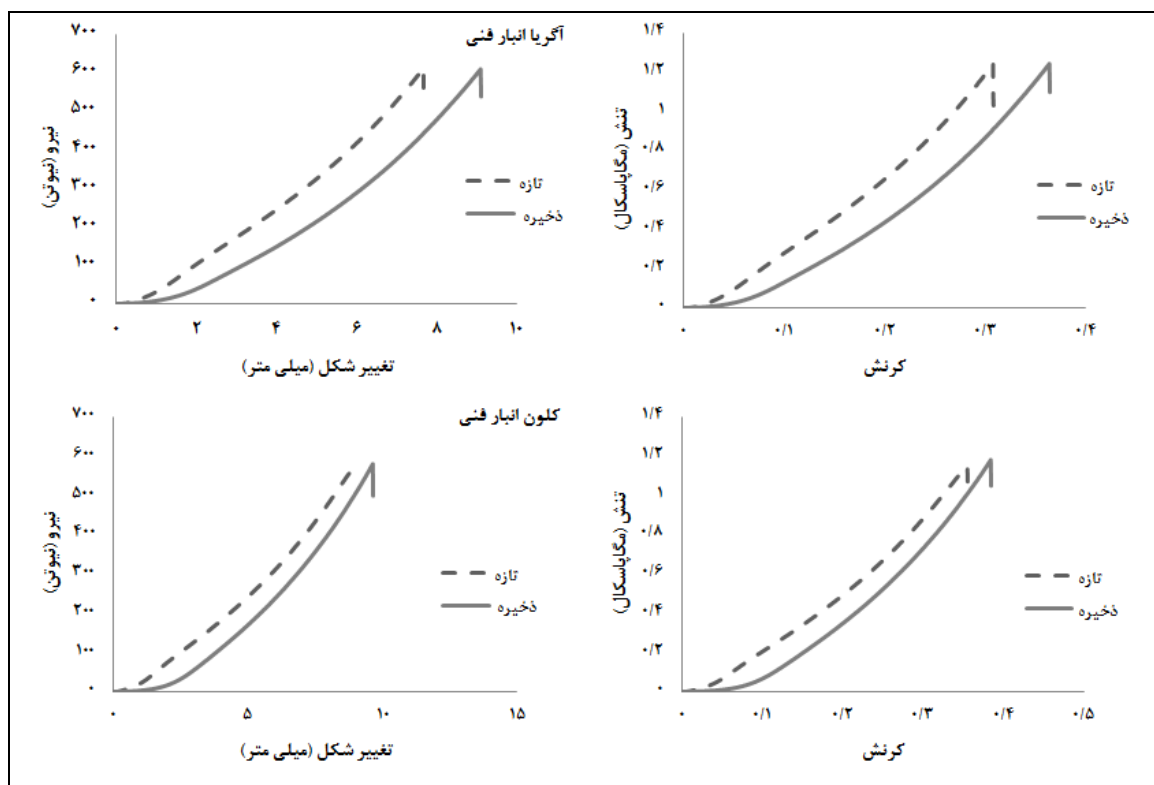 آگریا انبار فنی
نیرو (نیوتن)
۷۰۰
۶۰۰
۵۰۰
۴۰۰
۳۰۰
۲۰۰
۱۰۰
۰
تازه
ذخیره
۰ ۲ ۴ ۶ ۸ ۱۰
تغییر شکل (میلی متر)
تنش (مگاپاسکال)
۱/۴
۱/۲
۱
۰/۸
۰/۶
۰/۴
۰/۲
۰
تازه
ذخیره
۰ ۰/۱ ۰/۲ ۰/۳ ۰/۴
کرنش
کلون انبار فنی
نیرو (نیوتن)
۷۰۰
۶۰۰
۵۰۰
۴۰۰
۳۰۰
۲۰۰
۱۰۰
۰
تازه
ذخیره
۰ ۵ ۱۰ ۱۵
تغییر شکل (میلی متر)
تنش (مگاپاسکال)
۱/۴
۱/۲
۱
۰/۸
۰/۶
۰/۴
۰/۲
۰
تازه
ذخیره
۰ ۰/۱ ۰/۲ ۰/۳ ۰/۴ ۰/۵
کرنش